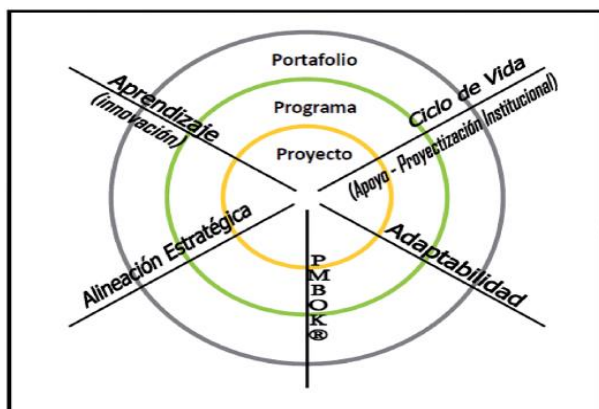 Portafolio
Programa
Proyecto
Aprendizaje
(innovación)
Ciclo de Vida
(Apoyo - Proyectización Institucional)
Alineación Estratégica
Adaptabilidad
PMBOK®